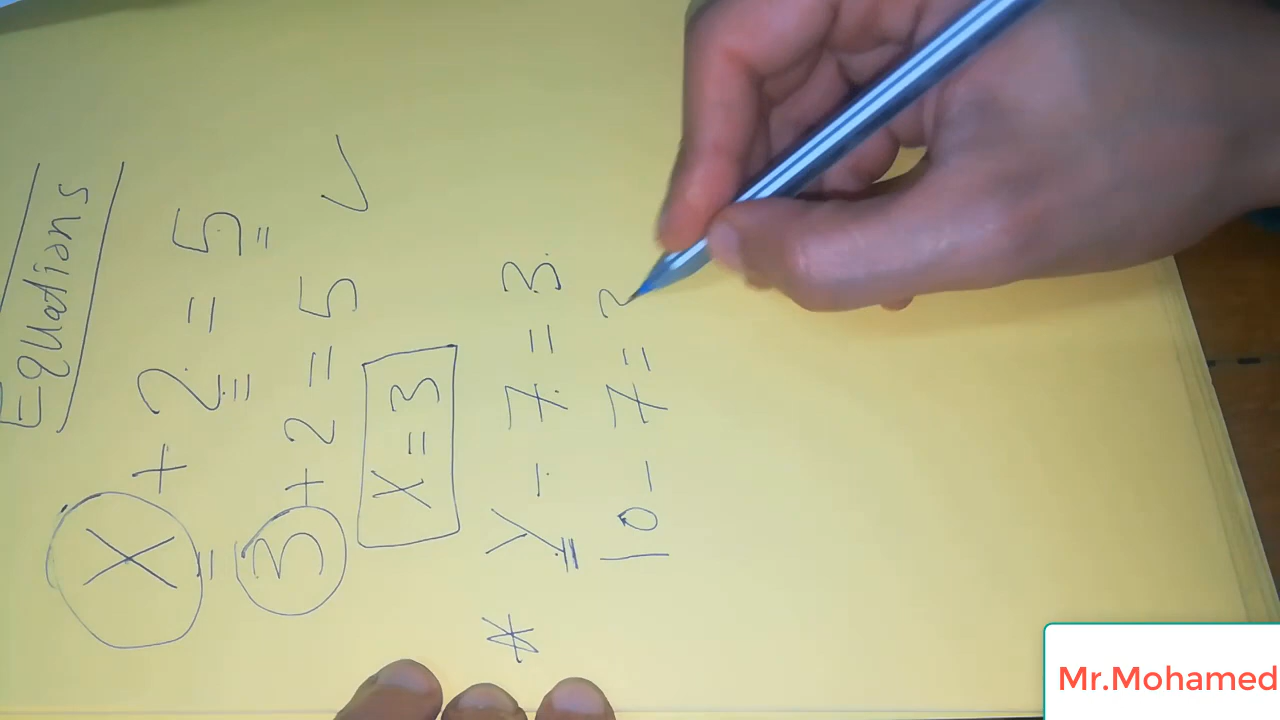 Equations
X + 2 = 5
3 + 2 = 5 ✓
X = 3
* y - 7 = 3
10 - 7 = 3
Mr.Mohamed